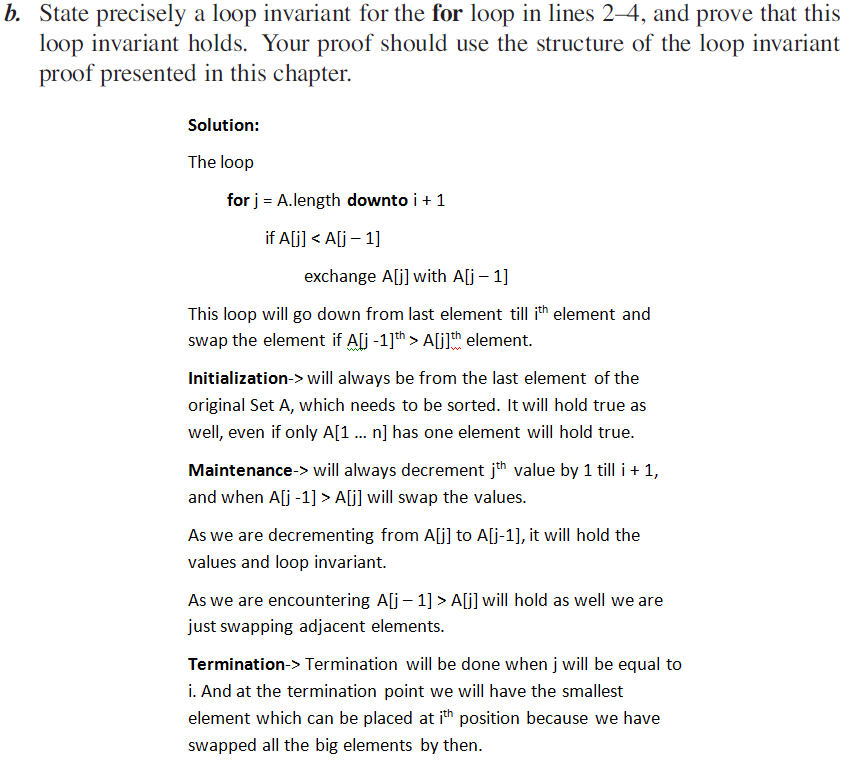 b. State precisely a loop invariant for the for loop in lines 2–4, and prove that this
loop invariant holds. Your proof should use the structure of the loop invariant
proof presented in this chapter.
Solution:
The loop
for j = A.length downto i + 1
if A[j] < A[j – 1]
exchange A[j] with A[j – 1]
This loop will go down from last element till ith element and
swap the element if A[j -1]th > A[j]th element.
Initialization-> will always be from the last element of the
original Set A, which needs to be sorted. It will hold true as
well, even if only A[1 ... n] has one element will hold true.
Maintenance-> will always decrement jth value by 1 till i + 1,
and when A[j -1] > A[j] will swap the values.
As we are decrementing from A[j] to A[j-1], it will hold the
values and loop invariant.
As we are encountering A[j – 1] > A[j] will hold as well we are
just swapping adjacent elements.
Termination-> Termination will be done when j will be equal to
i. And at the termination point we will have the smallest
element which can be placed at ith position because we have
swapped all the big elements by then.